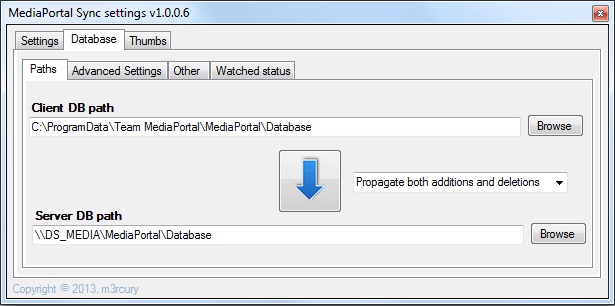 MediaPortal Sync settings v1.0.0.6
Settings Database Thumbs
Paths Advanced Settings Other Watched status
Client DB path
C:\ProgramData\Team MediaPortal\MediaPortal\Database Browse
Propagate both additions and deletions
Server DB path
\\DS_MEDIA\MediaPortal\Database Browse
Copyright © 2013, m3rcury